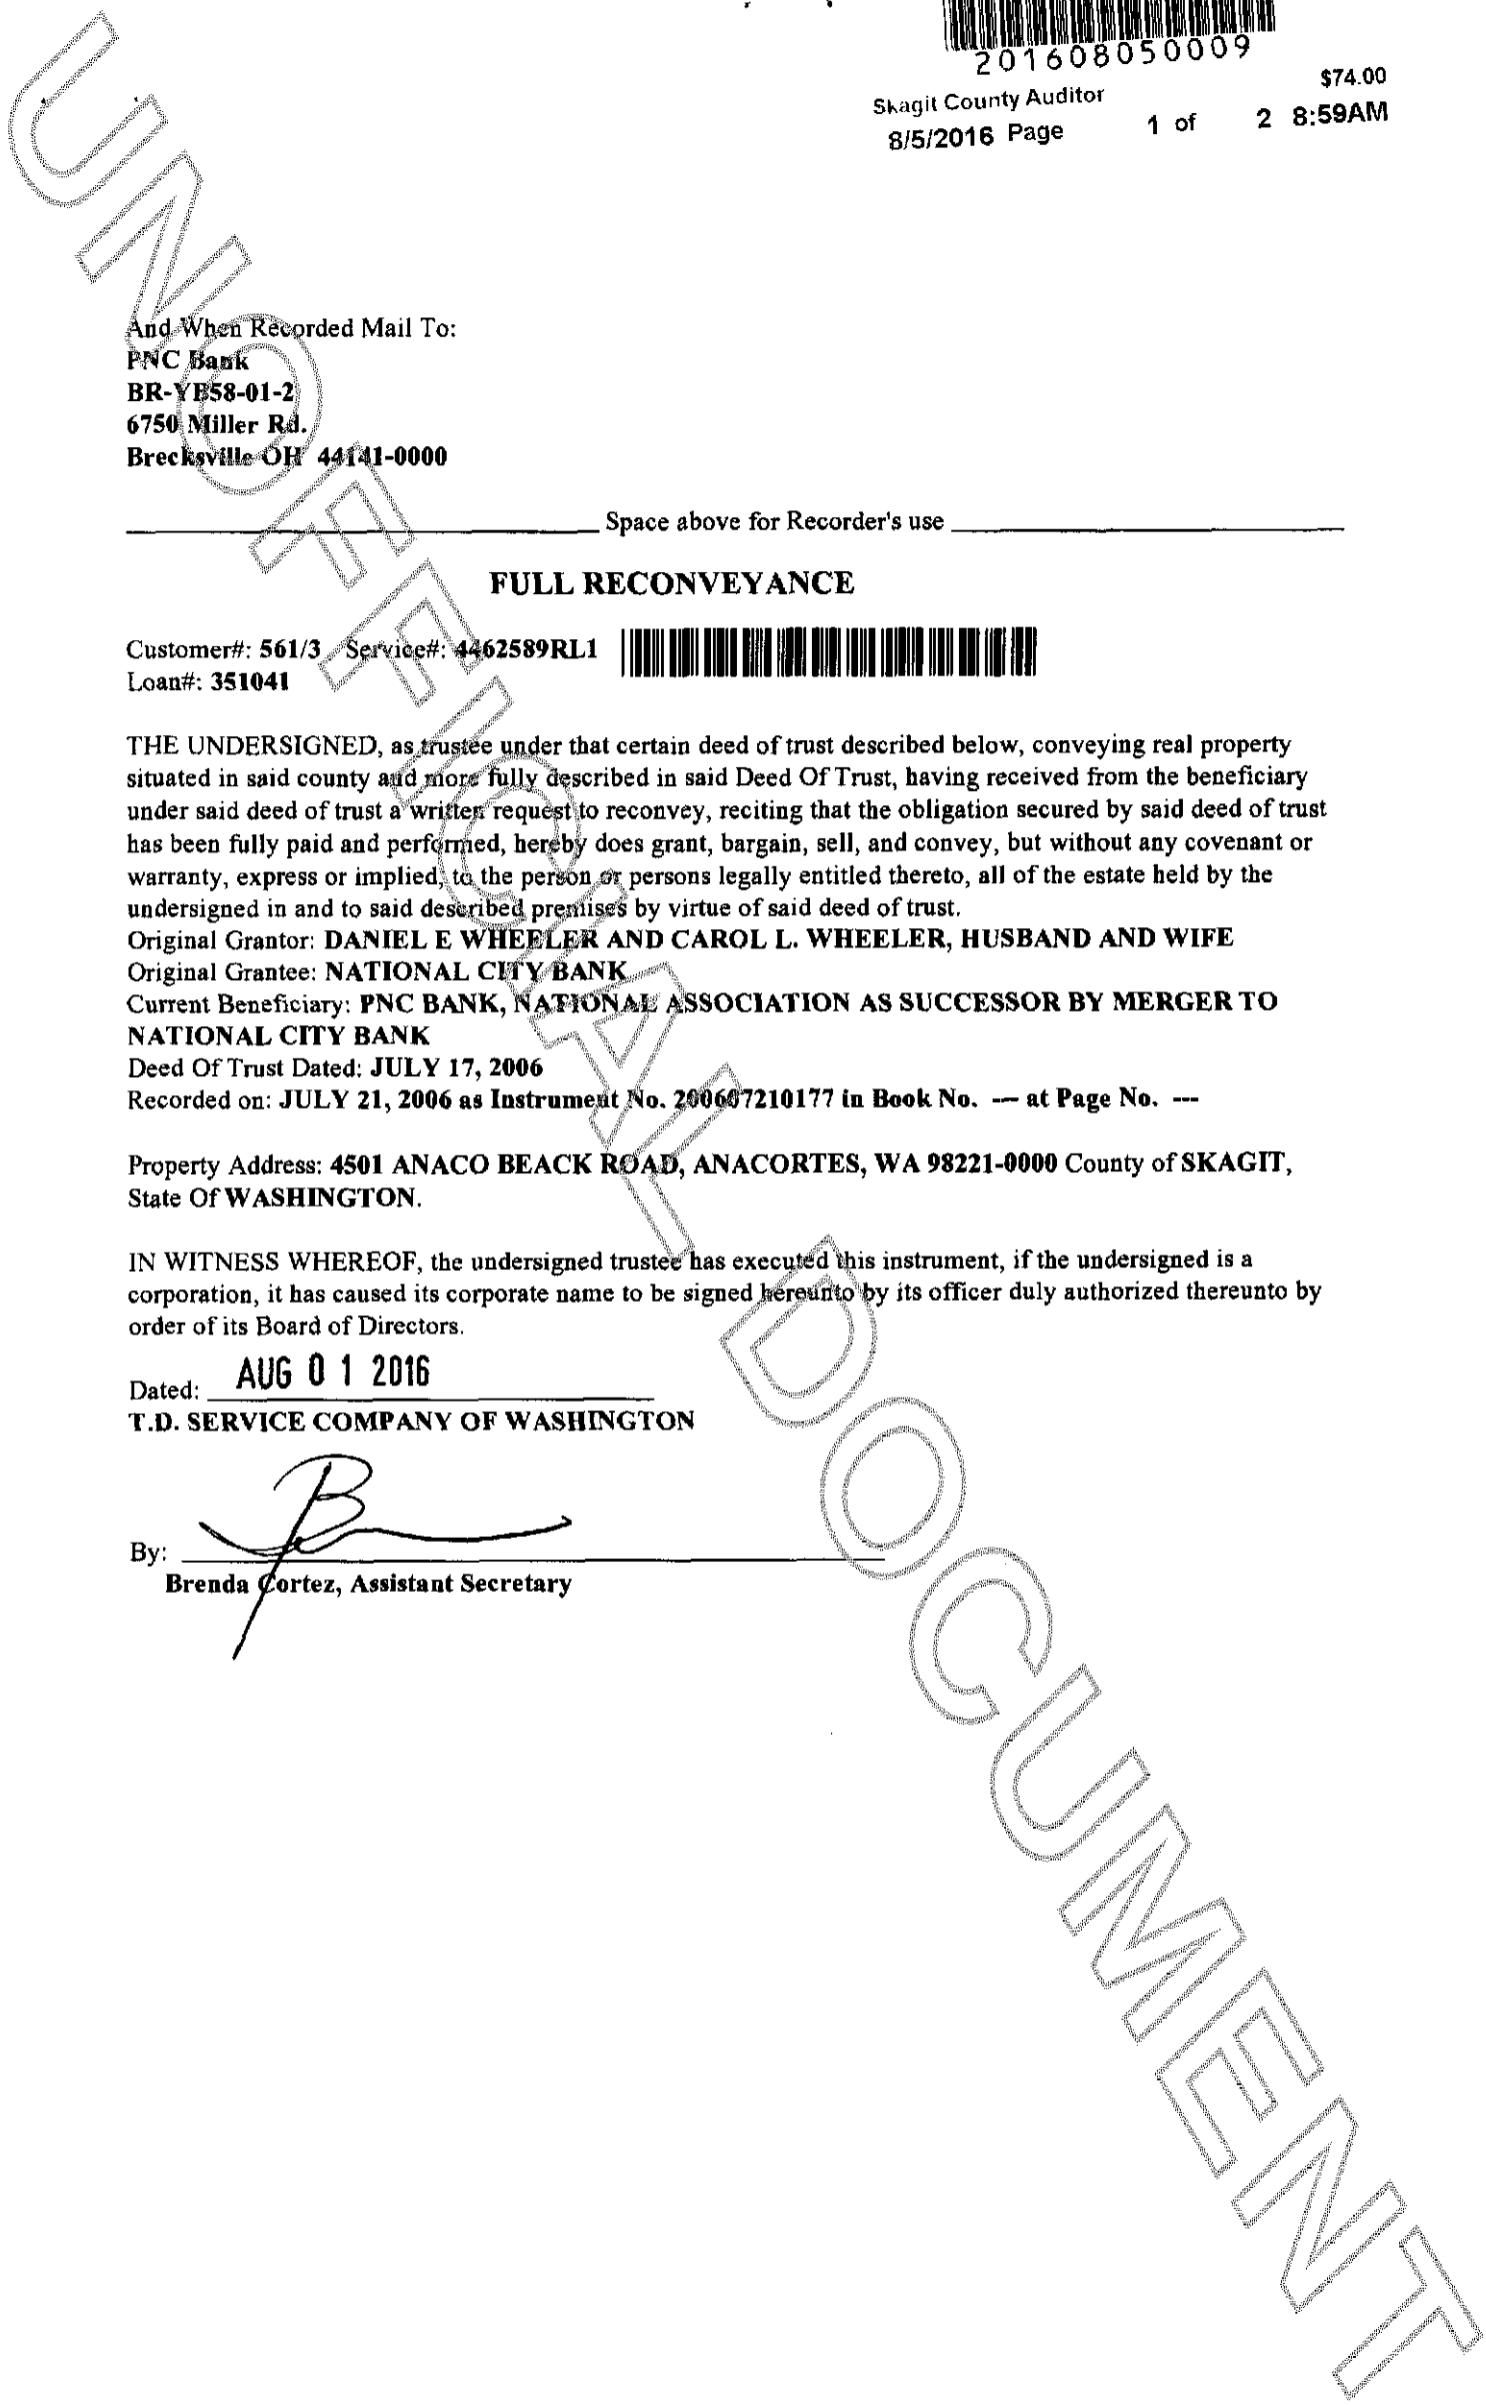 201608050009
Skagit County Auditor $74.00
8/5/2016 Page 1 of 2 8:59AM
And When Recorded Mail To:
PNC Bank
BR-YB58-01-2
6750 Miller Rd.
Brecksville OH 44141-0000
Space above for Recorder's use
FULL RECONVEYANCE
Customer#: 561/3 Service#: 4462589RL1
Loan#: 351041
THE UNDERSIGNED, as trustee under that certain deed of trust described below, conveying real property
situated in said county and more fully described in said Deed Of Trust, having received from the beneficiary
under said deed of trust a written request to reconvey, reciting that the obligation secured by said deed of trust
has been fully paid and performed, hereby does grant, bargain, sell, and convey, but without any covenant or
warranty, express or implied, to the person or persons legally entitled thereto, all of the estate held by the
undersigned in and to said described premises by virtue of said deed of trust.
Original Grantor: DANIEL E WHEELER AND CAROL L. WHEELER, HUSBAND AND WIFE
Original Grantee: NATIONAL CITY BANK
Current Beneficiary: PNC BANK, NATIONAL ASSOCIATION AS SUCCESSOR BY MERGER TO
NATIONAL CITY BANK
Deed Of Trust Dated: JULY 17, 2006
Recorded on: JULY 21, 2006 as Instrument No. 200607210177 in Book No. --- at Page No. ---
Property Address: 4501 ANACO BEACK ROAD, ANACORTES, WA 98221-0000 County of SKAGIT,
State Of WASHINGTON.
IN WITNESS WHEREOF, the undersigned trustee has executed this instrument, if the undersigned is a
corporation, it has caused its corporate name to be signed hereunto by its officer duly authorized thereunto by
order of its Board of Directors.
Dated: AUG 01 2016
T.D. SERVICE COMPANY OF WASHINGTON
By:
Brenda Cortez, Assistant Secretary
UNOFFICIAL DOCUMENT